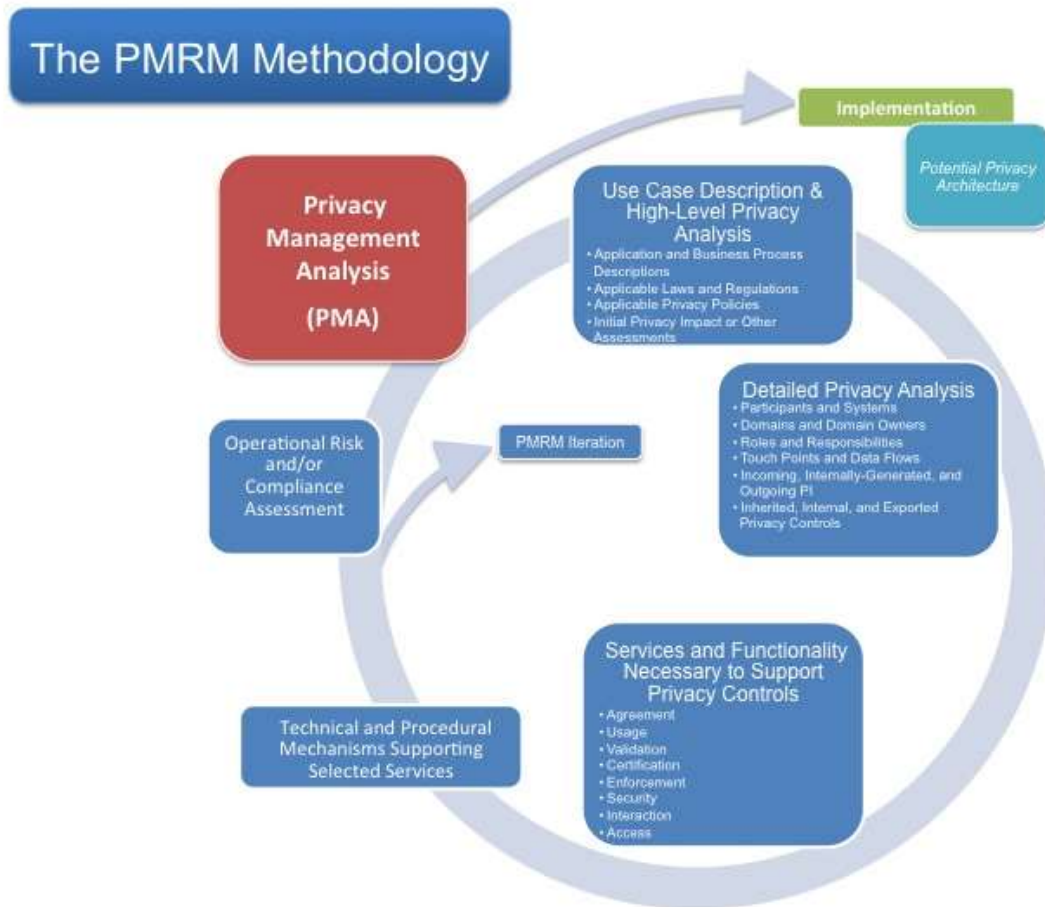 The PMRM Methodology
Implementation
Potential Privacy
Architecture
Privacy
Management
Analysis
(PMA)
Use Case Description &
High-Level Privacy
Analysis
• Application and Business Process
Descriptions
• Applicable Laws and Regulations
• Applicable Privacy Policies
• Initial Privacy Impact or Other
Assessments
Detailed Privacy Analysis
• Participants and Systems
• Domains and Domain Owners
• Roles and Responsibilities
• Touch Points and Data Flows
• Incoming, Internally-Generated, and
Outgoing PI
• Inherited, Internal, and Exported
Privacy Controls
Operational Risk
and/or
Compliance
Assessment
PMRM Iteration
Services and Functionality
Necessary to Support
Privacy Controls
• Agreement
• Usage
• Validation
• Certification
• Enforcement
• Security
• Interaction
• Access
Technical and Procedural
Mechanisms Supporting
Selected Services